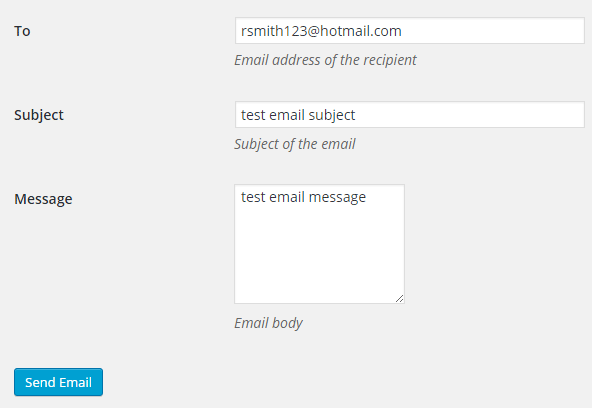 To
rsmith123@hotmail.com
Email address of the recipient
Subject
test email subject
Subject of the email
Message
test email message
Email body
Send Email